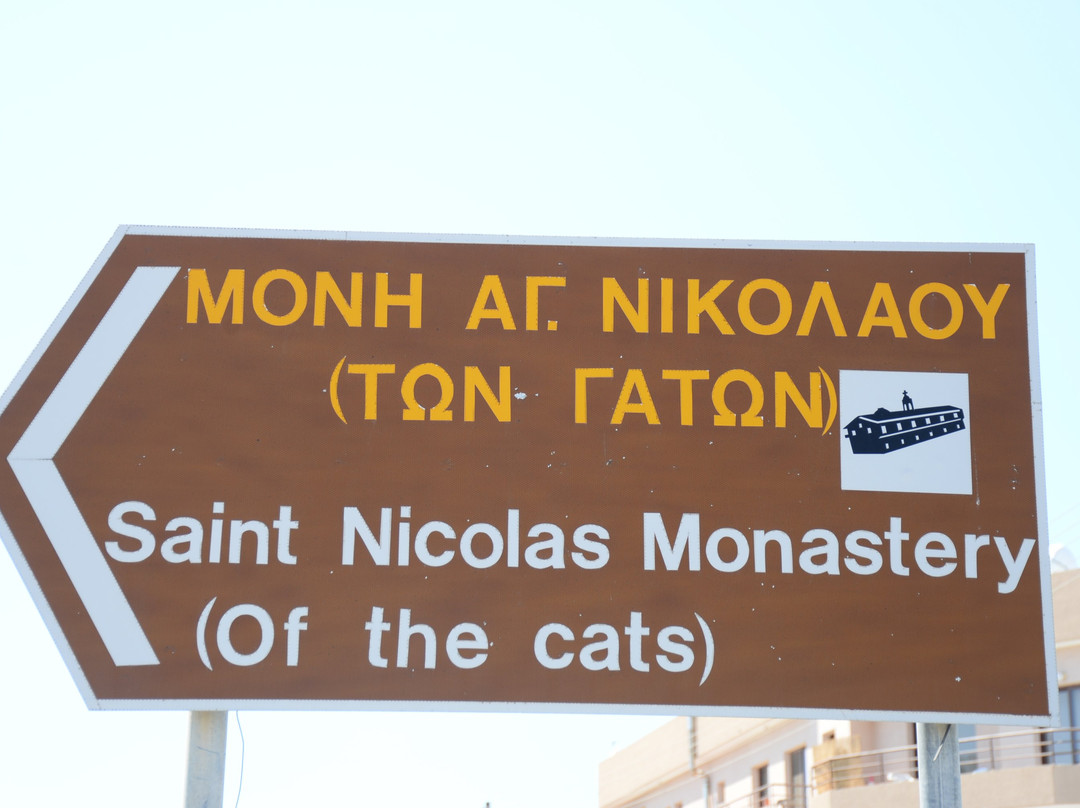 ΜΟΝΗ ΑΓ. ΝΙΚΟΛΑΟΥ
(ΤΩΝ ΓΑΤΩΝ)
Saint Nicolas Monastery
(Of the cats)